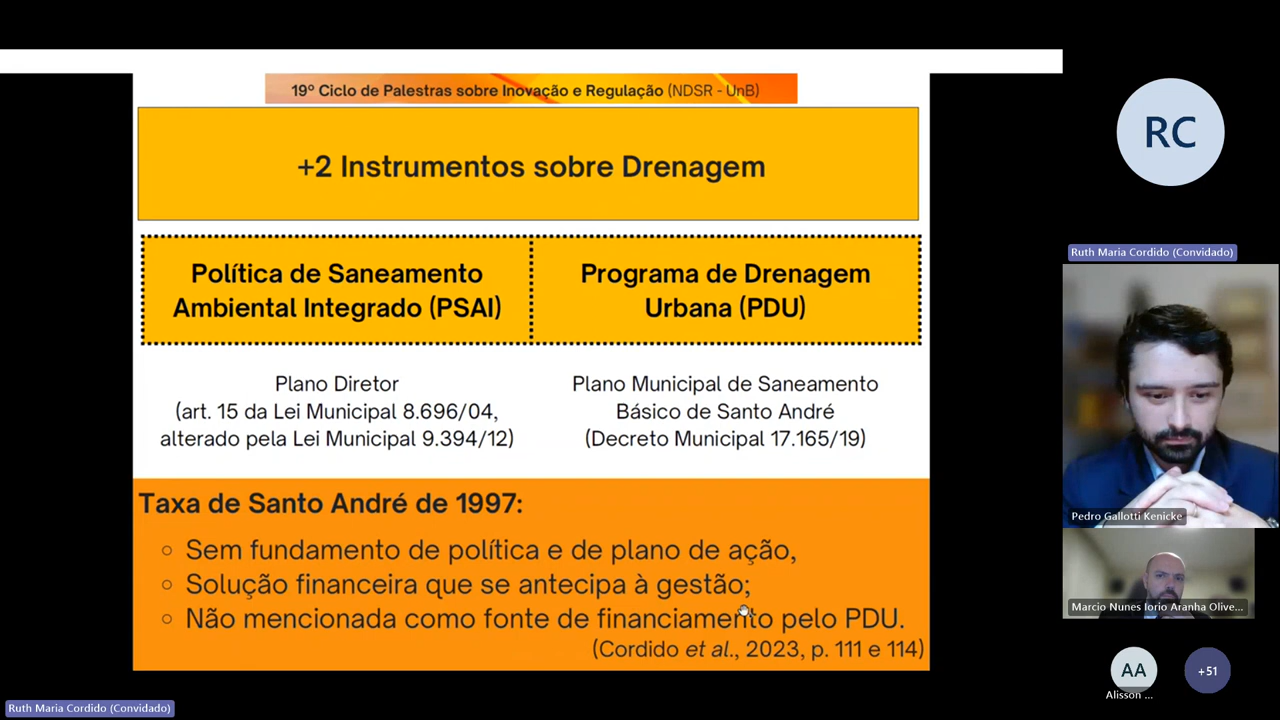 19º Ciclo de Palestras sobre Inovação e Regulação (NDSR - UnB)
+2 Instrumentos sobre Drenagem
Política de Saneamento
Ambiental Integrado (PSAI)
Programa de Drenagem
Urbana (PDU)
Plano Diretor
(art. 15 da Lei Municipal 8.696/04,
alterado pela Lei Municipal 9.394/12)
Plano Municipal de Saneamento
Básico de Santo André
(Decreto Municipal 17.165/19)
Taxa de Santo André de 1997:
Sem fundamento de política e de plano de ação,
Solução financeira que se antecipa à gestão;
Não mencionada como fonte de financiamento pelo PDU.
(Cordido et al., 2023, p. 111 e 114)
RC
Ruth Maria Cordido (Convidado)
Pedro Gallotti Kenicke
Marcio Nunes Iorio Aranha Olive...
AA
+51
Alisson ...
Ruth Maria Cordido (Convidado)